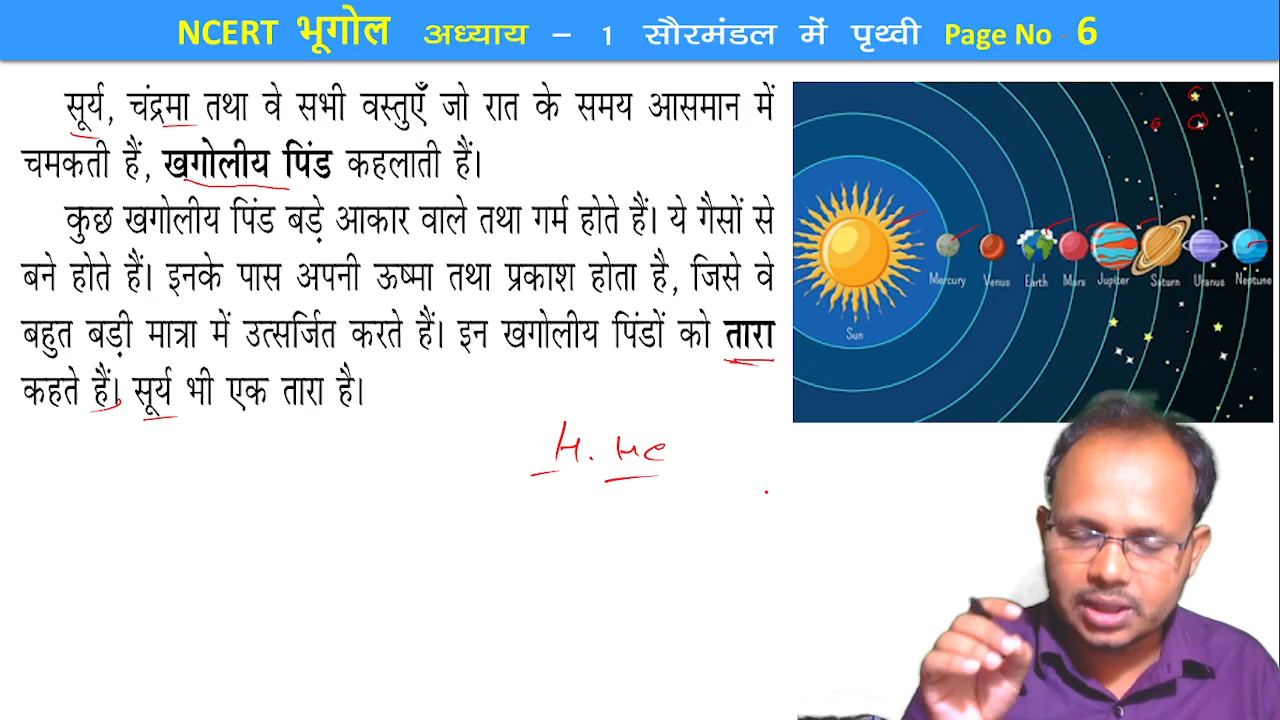 NCERT भूगोल अध्याय – 1 सौरमंडल में पृथ्वी Page No - 6
सूर्य, चंद्रमा तथा वे सभी वस्तुएँ जो रात के समय आसमान में
चमकती हैं, खगोलीय पिंड कहलाती हैं।
कुछ खगोलीय पिंड बड़े आकार वाले तथा गर्म होते हैं। ये गैसों से
बने होते हैं। इनके पास अपनी ऊष्मा तथा प्रकाश होता है, जिसे वे
बहुत बड़ी मात्रा में उत्सर्जित करते हैं। इन खगोलीय पिंडों को तारा
कहते हैं। सूर्य भी एक तारा है।
H. He
Mercury Venus Earth Mars Jupiter Saturn Uranus Neptune
Sun